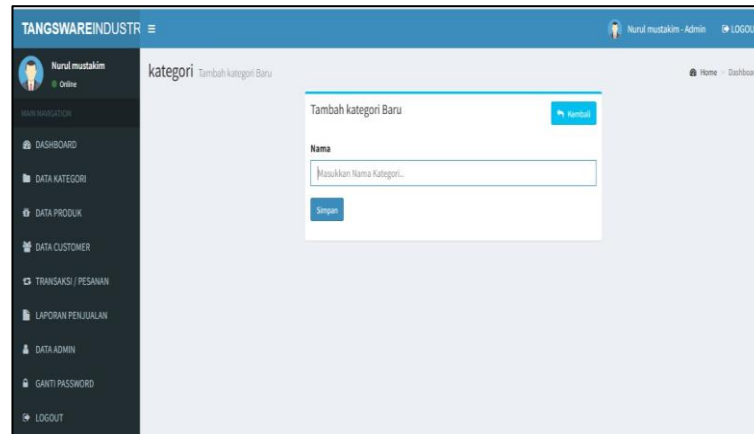 TANGSWAREINDUSTR
Nurul mustakim - Admin LOGOU
Nurul mustakim
Online
kategori Tambah kategori Baru
Home > Dashboar
MAIN NAVIGATION
DASHBOARD
DATA KATEGORI
DATA PRODUK
DATA CUSTOMER
TRANSAKSI / PESANAN
LAPORAN PENJUALAN
DATA ADMIN
GANTI PASSWORD
LOGOUT
Tambah kategori Baru
Kembali
Nama
Masukkan Nama Kategori...
Simpan